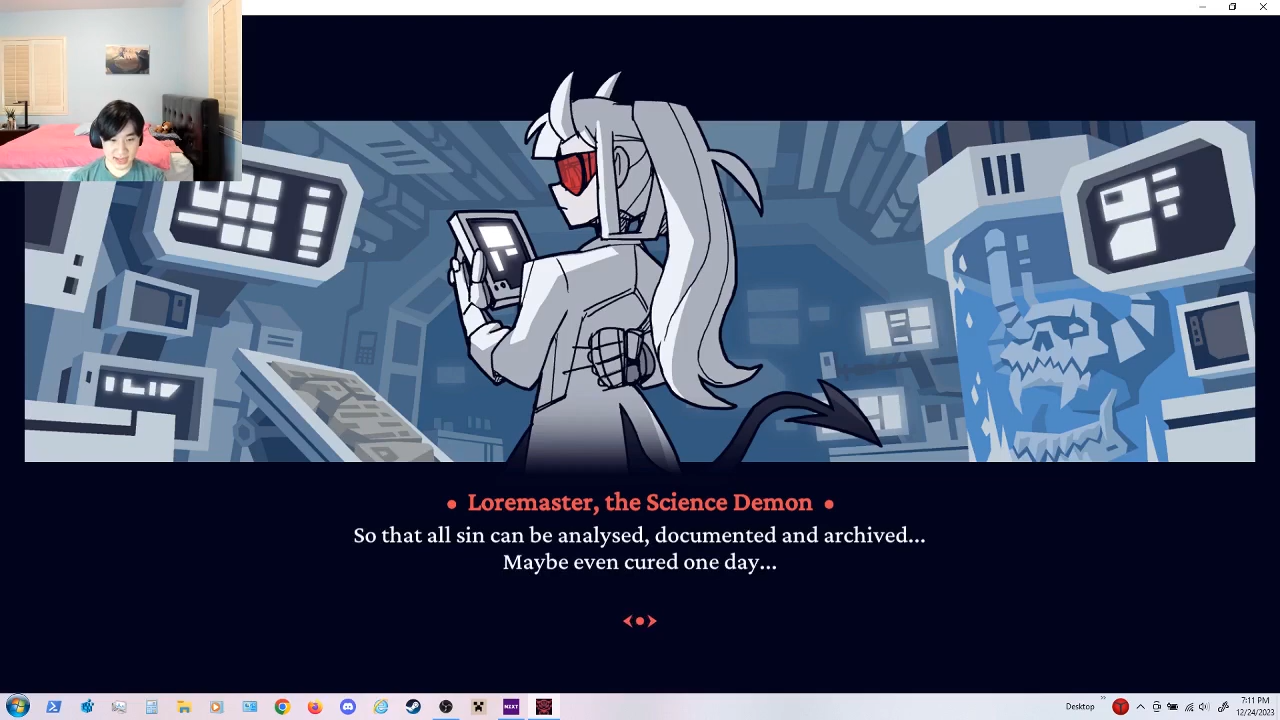 • Loremaster, the Science Demon •
So that all sin can be analysed, documented and archived...
Maybe even cured one day...
NZXT
Desktop
7:11 PM
12/24/2023